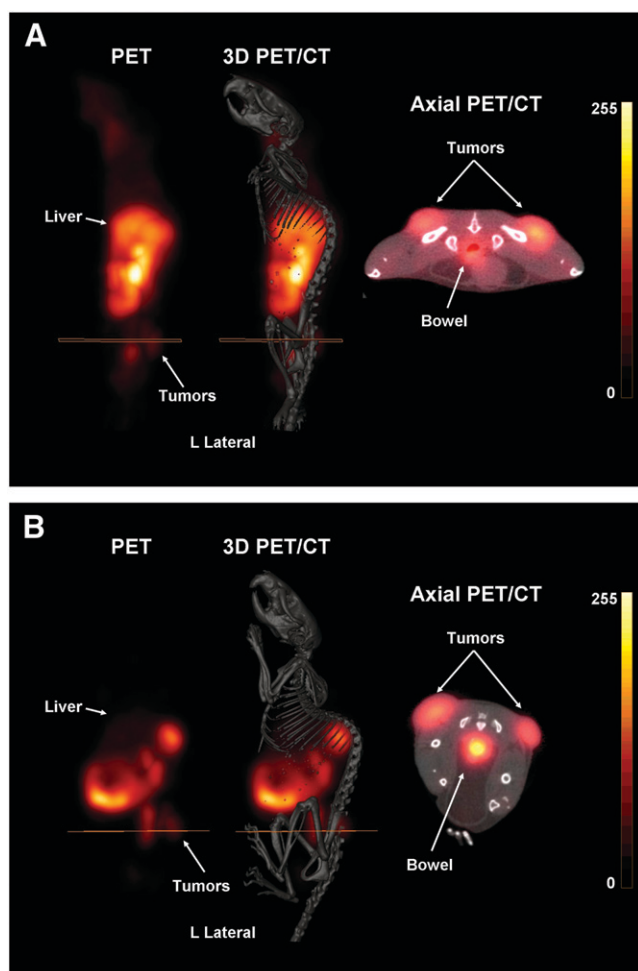 A
PET
3D PET/CT
Axial PET/CT
255
Tumors
Liver
Bowel
0
Tumors
L Lateral
B
PET
3D PET/CT
Axial PET/CT
255
Tumors
Liver
Bowel
Tumors
0
L Lateral